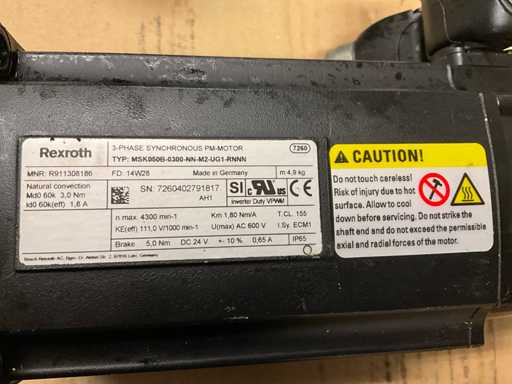 Rexroth
3-PHASE SYNCHRONOUS PM-MOTOR
TYP: MSK050B-0300-NN-M2-UG1-RNNN
7260
MNR: R911308186 FD: 14W28 Made in Germany m 4,9 kg
Natural convection
Md0 60k 3,0 Nm
Id0 60k(eff) 1,6 A
SN: 7260402791817
AH1
SI
c RU US
CE
Inverter Duty VPWM
n max. 4300 min-1 Km 1,80 Nm/A T.CL. 155
KE(eff) 111,0 V/1000 min-1 U(max) AC 600 V I.Sy. ECM1
Brake 5,0 Nm DC 24 V +- 10 % 0,65 A IP65
CAUTION!
Do not touch careless!
Risk of injury due to hot
surface. Allow to cool
down before servicing. Do not strike the
shaft end and do not exceed the permissible
axial and radial forces of the motor.